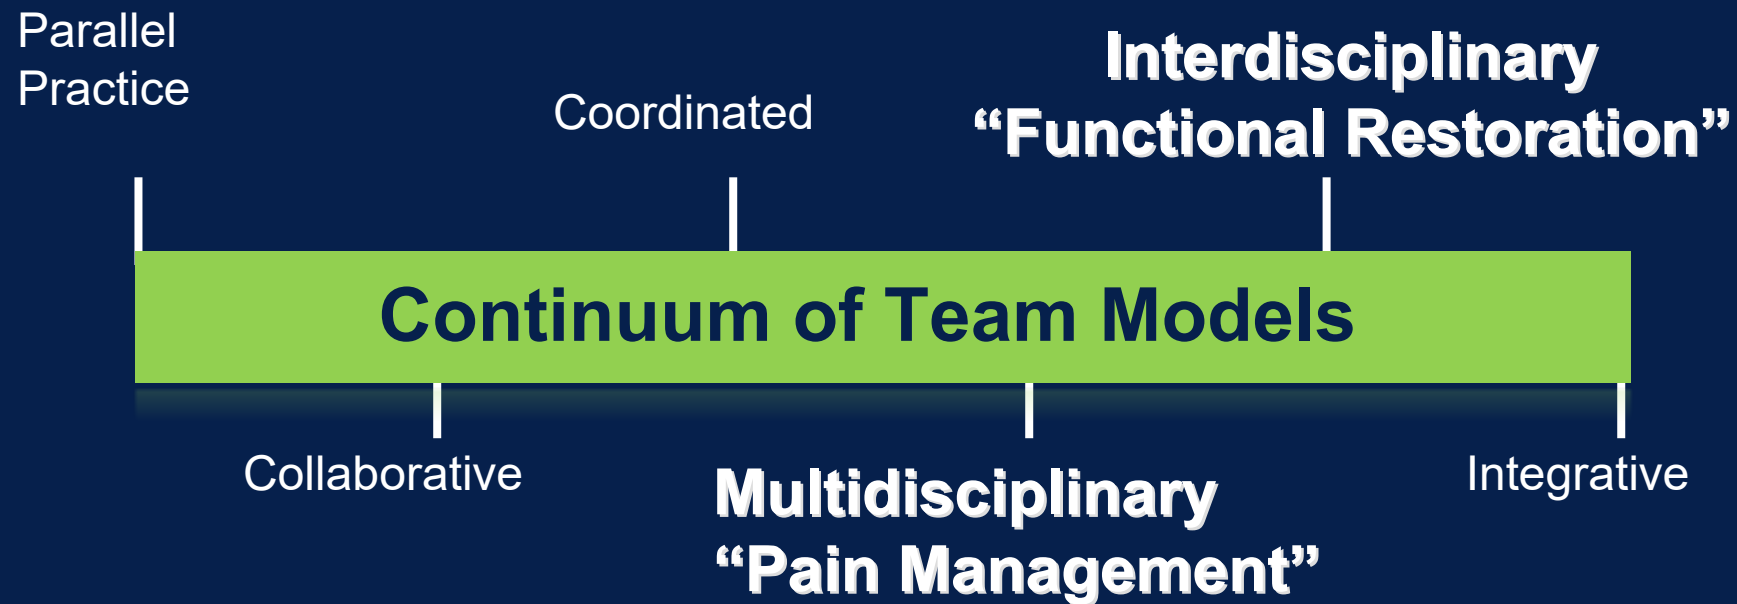 Parallel
Practice
Coordinated
Interdisciplinary
“Functional Restoration”
Continuum of Team Models
Collaborative
Multidisciplinary
“Pain Management”
Integrative